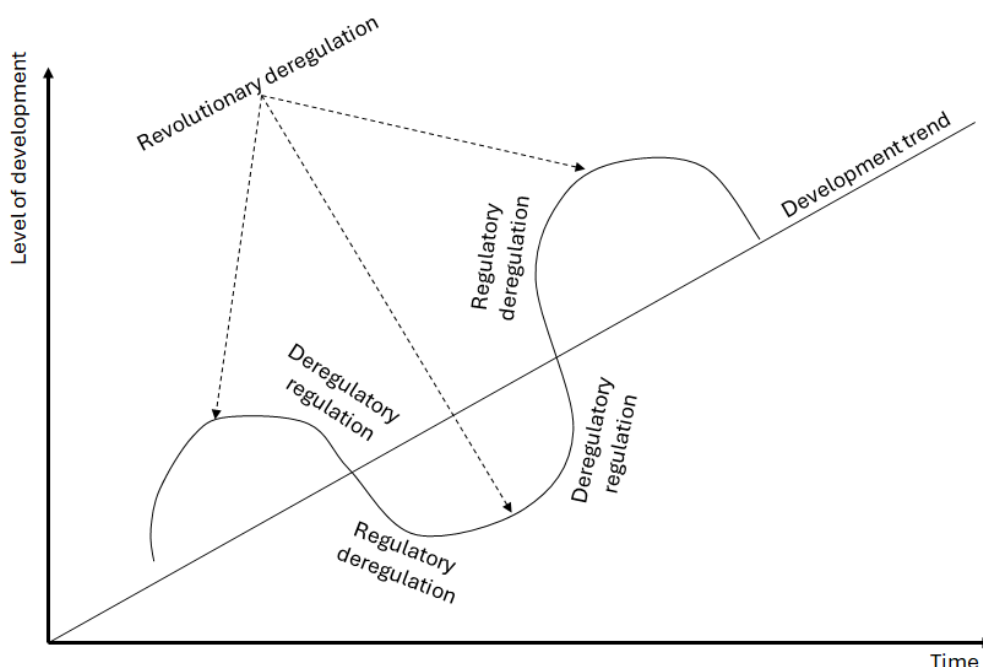 Revolutionary deregulation
Level of development
Development trend
Regulatory
deregulation
Deregulatory
regulation
Deregulatory
regulation
Regulatory
deregulation
Time